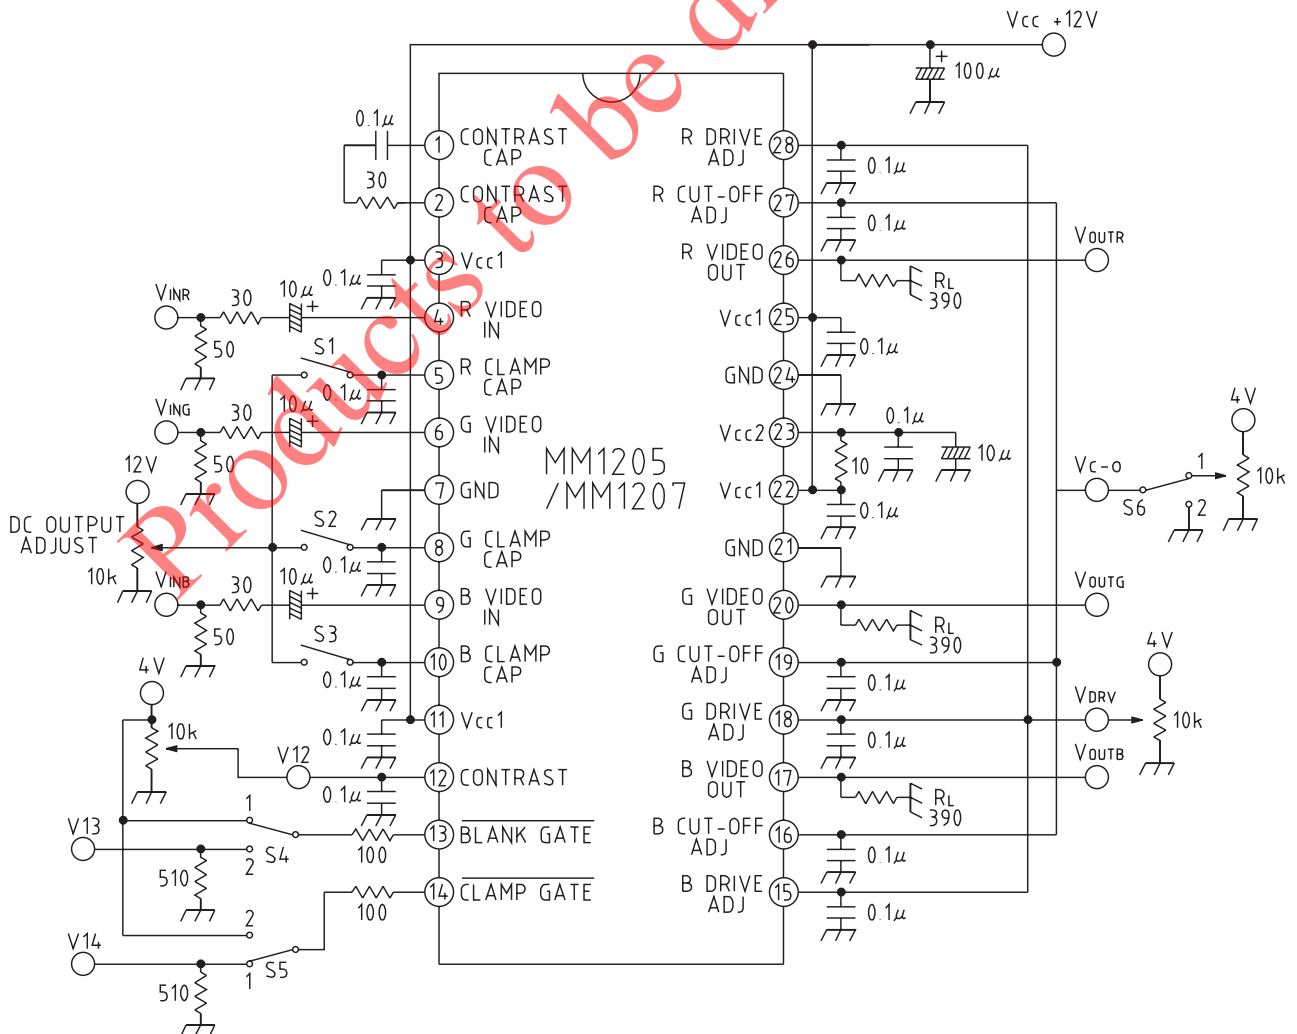 Vcc +12V
100μ
0.1μ
30
1 CONTRAST
CAP
2 CONTRAST
CAP
0.1μ
3 Vcc1
VINR
30
10μ
+
4 R VIDEO
IN
50
S1
5 R CLAMP
CAP
0.1μ
VING
30
10μ
+
6 G VIDEO
IN
50
12V
7 GND
DC OUTPUT
ADJUST
10k
S2
8 G CLAMP
CAP
0.1μ
VINB
30
10μ
+
9 B VIDEO
IN
50
S3
10 B CLAMP
CAP
0.1μ
4V
10k
11 Vcc1
0.1μ
V12
12 CONTRAST
0.1μ
V13
1
2
S4
510
100
13 BLANK GATE
14 CLAMP GATE
100
V14
2
1
S5
510
MM1205
/MM1207
+
R DRIVE
ADJ 28
0.1μ
R CUT-OFF
ADJ 27
0.1μ
R VIDEO
OUT 26
VOUTR
RL
390
Vcc1 25
0.1μ
GND 24
Vcc2 23
0.1μ
10
10μ
Vcc1 22
0.1μ
VC-O
S6
1
2
4V
10k
GND 21
G VIDEO
OUT 20
VOUTG
RL
390
G CUT-OFF
ADJ 19
0.1μ
G DRIVE
ADJ 18
0.1μ
VDRV
4V
10k
B VIDEO
OUT 17
VOUTB
RL
390
B CUT-OFF
ADJ 16
0.1μ
B DRIVE
ADJ 15
0.1μ
Products to be